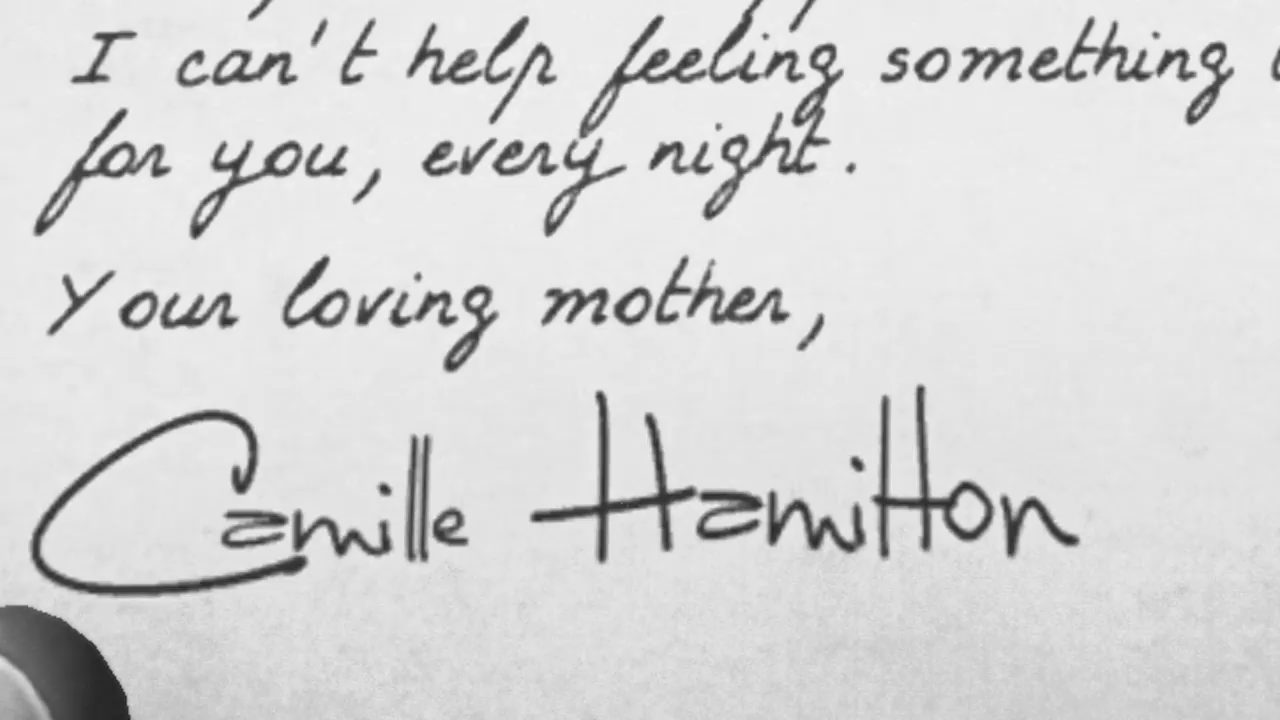 I can't help feeling something
for you, every night.
Your loving mother,
Camille Hamilton